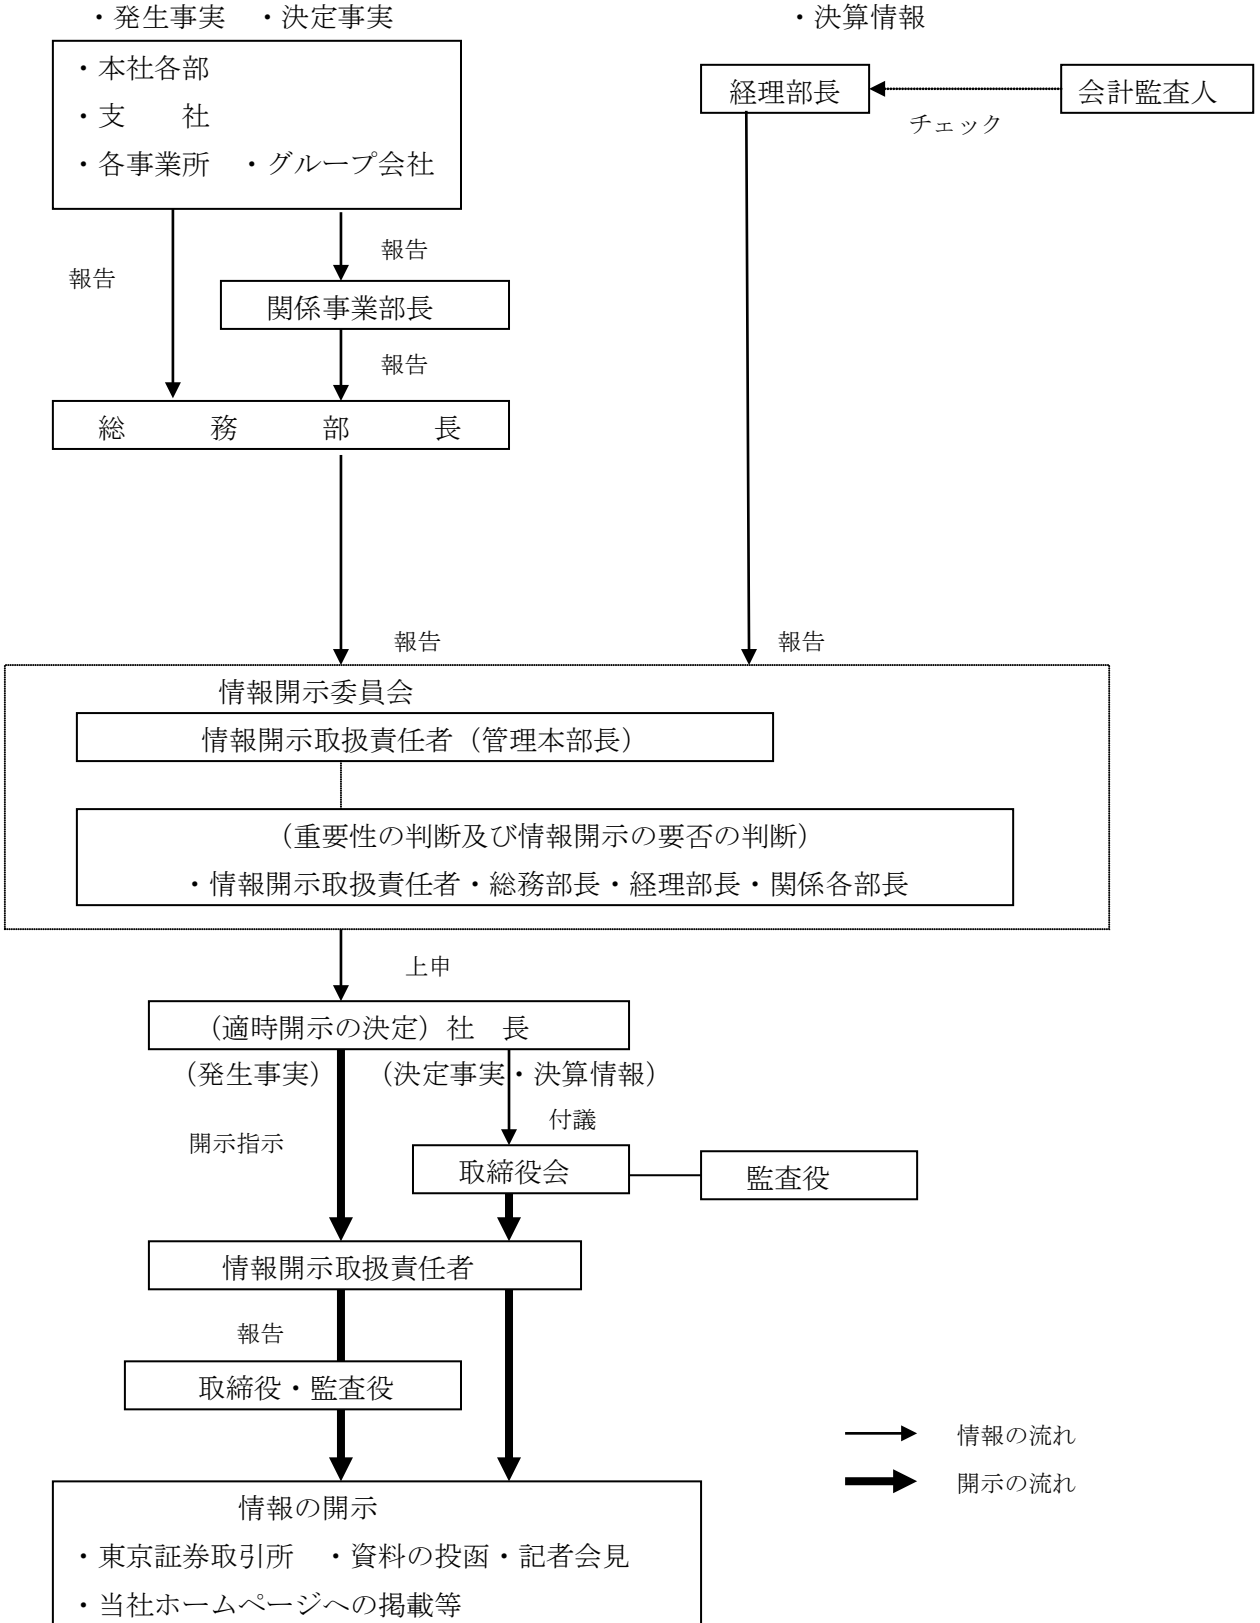 ・発生事実　・決定事実
・決算情報
・本社各部
・支　　社
・各事業所　・グループ会社
経理部長
会計監査人
チェック
報告
報告
関係事業部長
報告
総　　　務　　　部　　　長
報告
報告
情報開示委員会
情報開示取扱責任者（管理本部長）
（重要性の判断及び情報開示の要否の判断）
・情報開示取扱責任者・総務部長・経理部長・関係各部長
上申
（適時開示の決定）社　長
（発生事実）　（決定事実・決算情報）
付議
開示指示
取締役会
監査役
情報開示取扱責任者
報告
取締役・監査役
情報の流れ
開示の流れ
情報の開示
・東京証券取引所　・資料の投函・記者会見
・当社ホームページへの掲載等